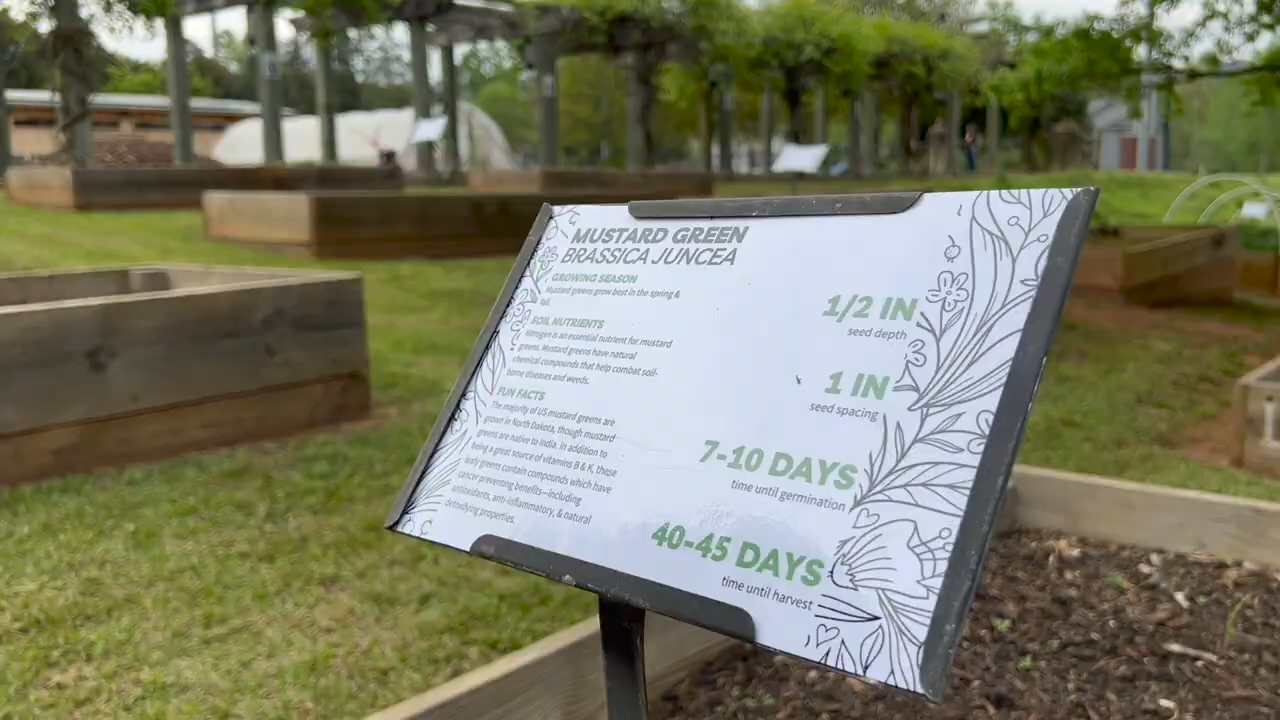 MUSTARD GREEN
BRASSICA JUNCEA
GROWING SEASON
Mustard greens grow best in the spring &
fall.
SOIL NUTRIENTS
Nitrogen is an essential nutrient for mustard
greens. Mustard greens have natural
chemical compounds that help combat soil-
borne diseases and weeds.
FUN FACTS
The majority of US mustard greens are
grown in North Dakota, though mustard
greens are native to India. In addition to
being a great source of vitamins B & K, these
leafy greens contain compounds which have
cancer preventing benefits—including
antioxidants, anti-inflammatory, & natural
detoxifying properties.
1/2 IN
seed depth
1 IN
seed spacing
7-10 DAYS
time until germination
40-45 DAYS
time until harvest